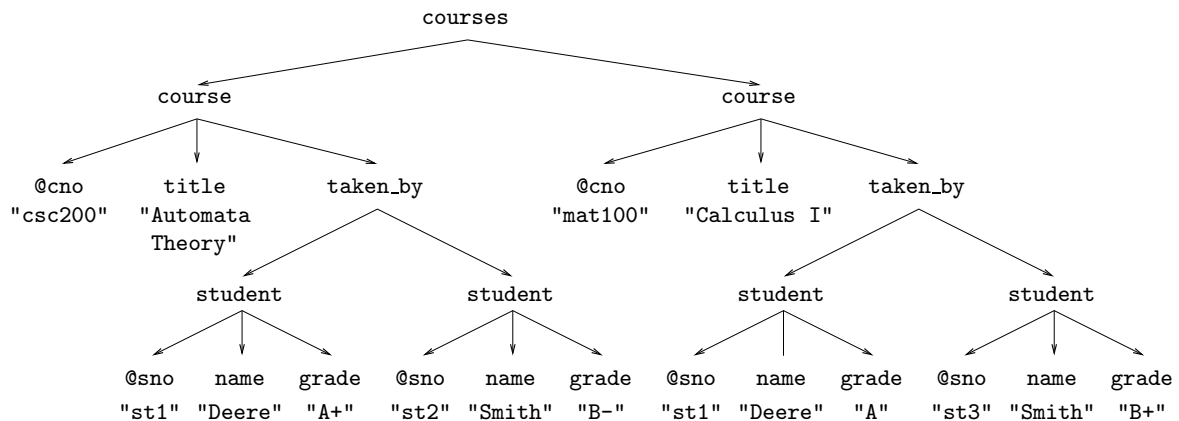 courses
course course
@cno title taken_by @cno title taken_by
"csc200" "Automata "mat100" "Calculus I"
Theory"
student student student student
@sno name grade @sno name grade @sno name grade @sno name grade
"st1" "Deere" "A+" "st2" "Smith" "B-" "st1" "Deere" "A" "st3" "Smith" "B+"